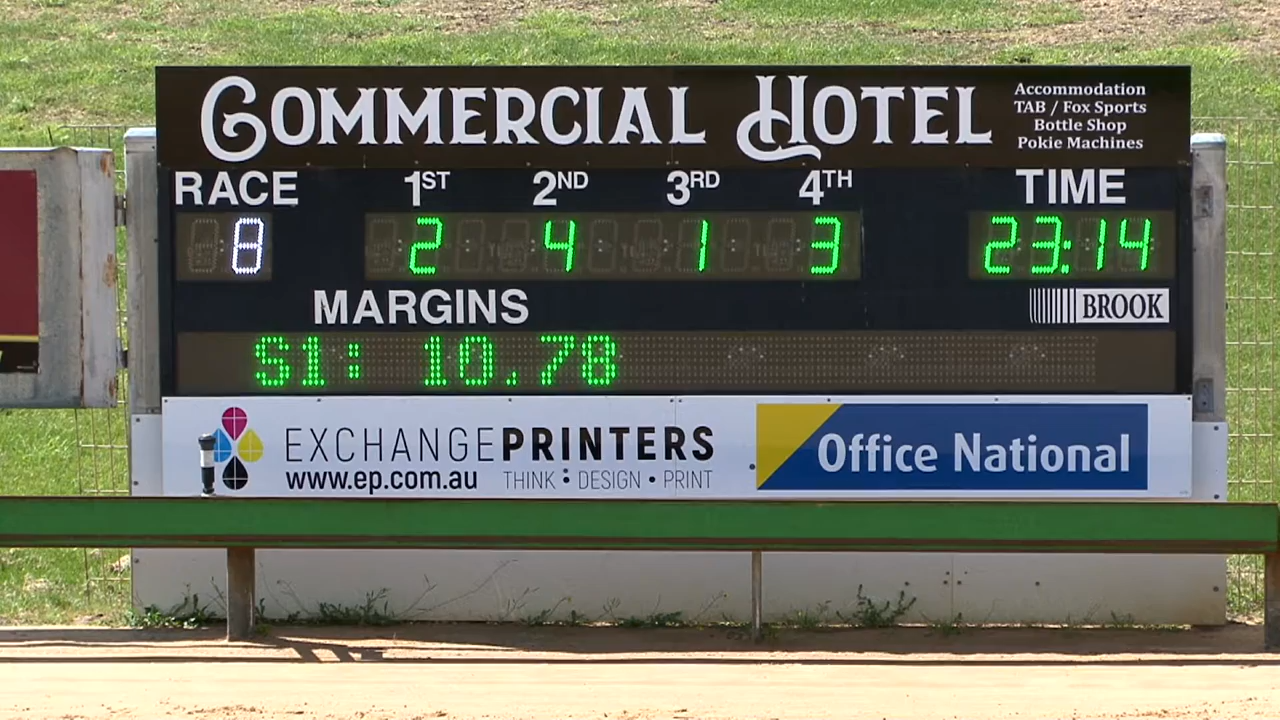 COMMERCIAL HOTEL
Accommodation
TAB / Fox Sports
Bottle Shop
Pokie Machines
RACE 1ST 2ND 3RD 4TH TIME
8 2 4 1 3 23:14
MARGINS
BROOK
S1: 10.78
EXCHANGEPRINTERS
www.ep.com.au THINK : DESIGN • PRINT
Office National